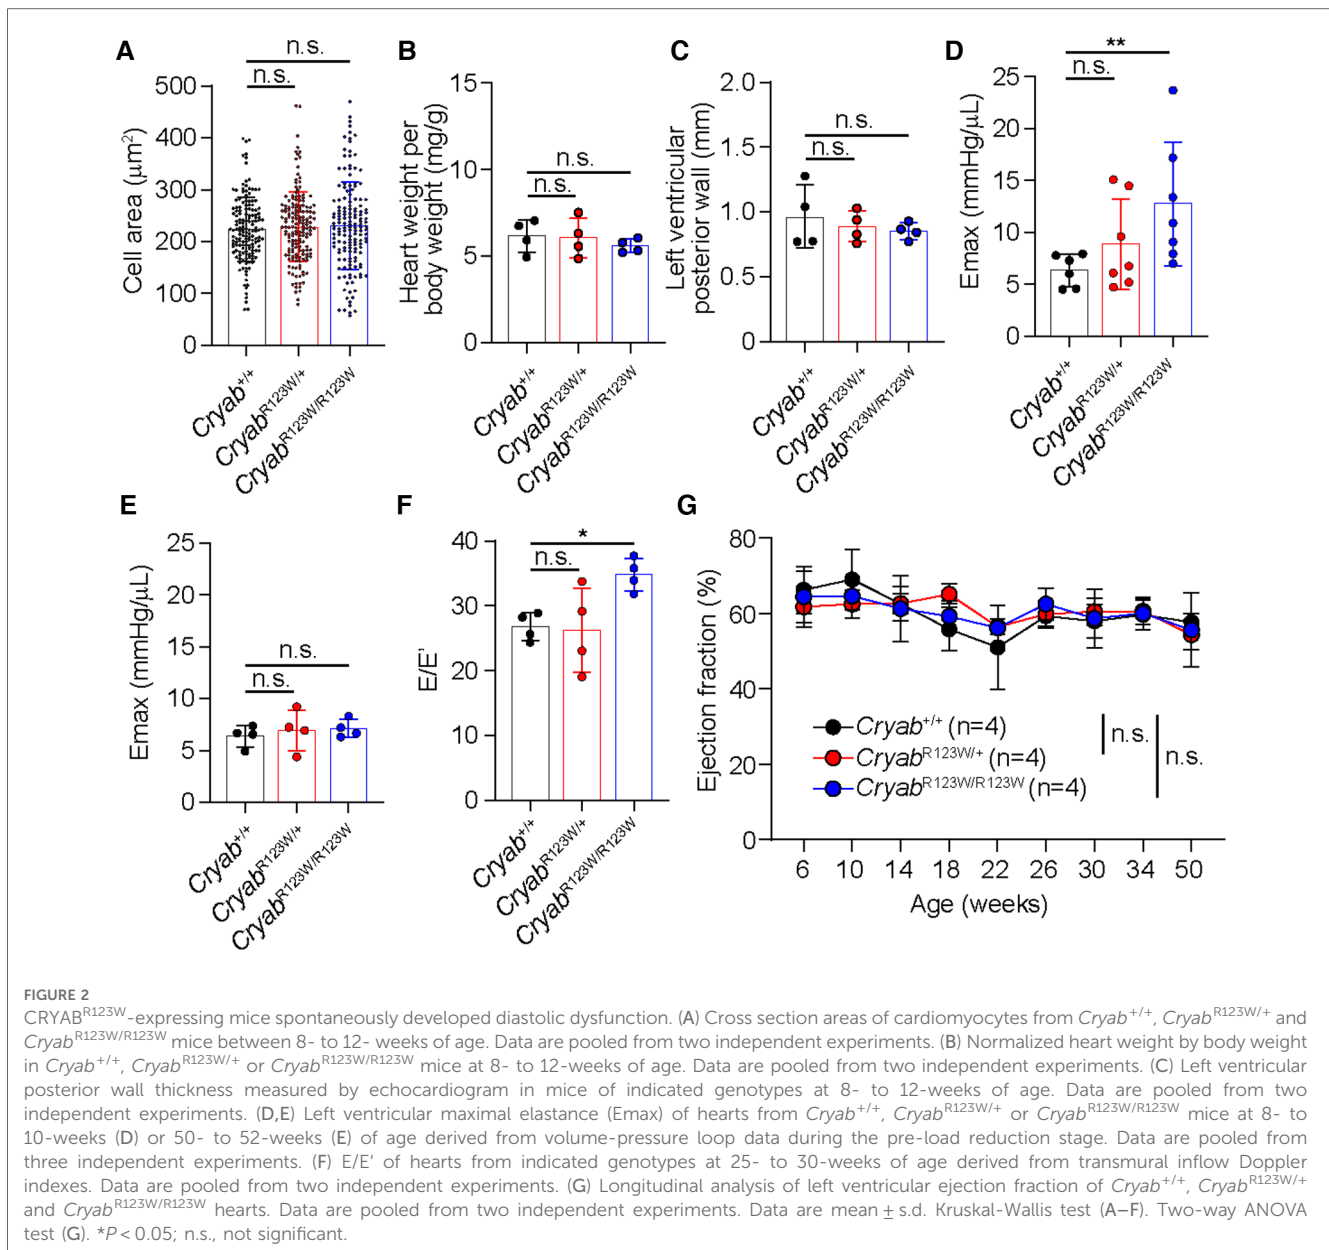 A
n.s.
n.s.
Cell area (μm²)
500
400
300
200
100
0
Cryab+/+
CryabR123W/+
CryabR123W/R123W
B
n.s.
n.s.
Heart weight per
body weight (mg/g)
15
10
5
0
Cryab+/+
CryabR123W/+
CryabR123W/R123W
C
n.s.
n.s.
Left ventricular
posterior wall (mm)
2.0
1.5
1.0
0.5
0
Cryab+/+
CryabR123W/+
CryabR123W/R123W
D
**
n.s.
Emax (mmHg/μL)
25
20
15
10
5
0
Cryab+/+
CryabR123W/+
CryabR123W/R123W
E
n.s.
n.s.
Emax (mmHg/μL)
25
20
15
10
5
0
Cryab+/+
CryabR123W/+
CryabR123W/R123W
F
*
n.s.
E/E'
40
30
20
10
0
Cryab+/+
CryabR123W/+
CryabR123W/R123W
G
Ejection fraction (%)
80
60
40
20
0
Cryab+/+ (n=4)
CryabR123W/+ (n=4)
CryabR123W/R123W (n=4)
n.s.
n.s.
6 10 14 18 22 26 30 34 50
Age (weeks)
FIGURE 2
CRYABR123W-expressing mice spontaneously developed diastolic dysfunction. (A) Cross section areas of cardiomyocytes from Cryab+/+, CryabR123W/+ and
CryabR123W/R123W mice between 8- to 12- weeks of age. Data are pooled from two independent experiments. (B) Normalized heart weight by body weight
in Cryab+/+, CryabR123W/+ or CryabR123W/R123W mice at 8- to 12-weeks of age. Data are pooled from two independent experiments. (C) Left ventricular
posterior wall thickness measured by echocardiogram in mice of indicated genotypes at 8- to 12-weeks of age. Data are pooled from two
independent experiments. (D,E) Left ventricular maximal elastance (Emax) of hearts from Cryab+/+, CryabR123W/+ or CryabR123W/R123W mice at 8- to
10-weeks (D) or 50- to 52-weeks (E) of age derived from volume-pressure loop data during the pre-load reduction stage. Data are pooled from
three independent experiments. (F) E/E' of hearts from indicated genotypes at 25- to 30-weeks of age derived from transmural inflow Doppler
indexes. Data are pooled from two independent experiments. (G) Longitudinal analysis of left ventricular ejection fraction of Cryab+/+, CryabR123W/+
and CryabR123W/R123W hearts. Data are pooled from two independent experiments. Data are mean ± s.d. Kruskal-Wallis test (A–F). Two-way ANOVA
test (G). *P < 0.05; n.s., not significant.